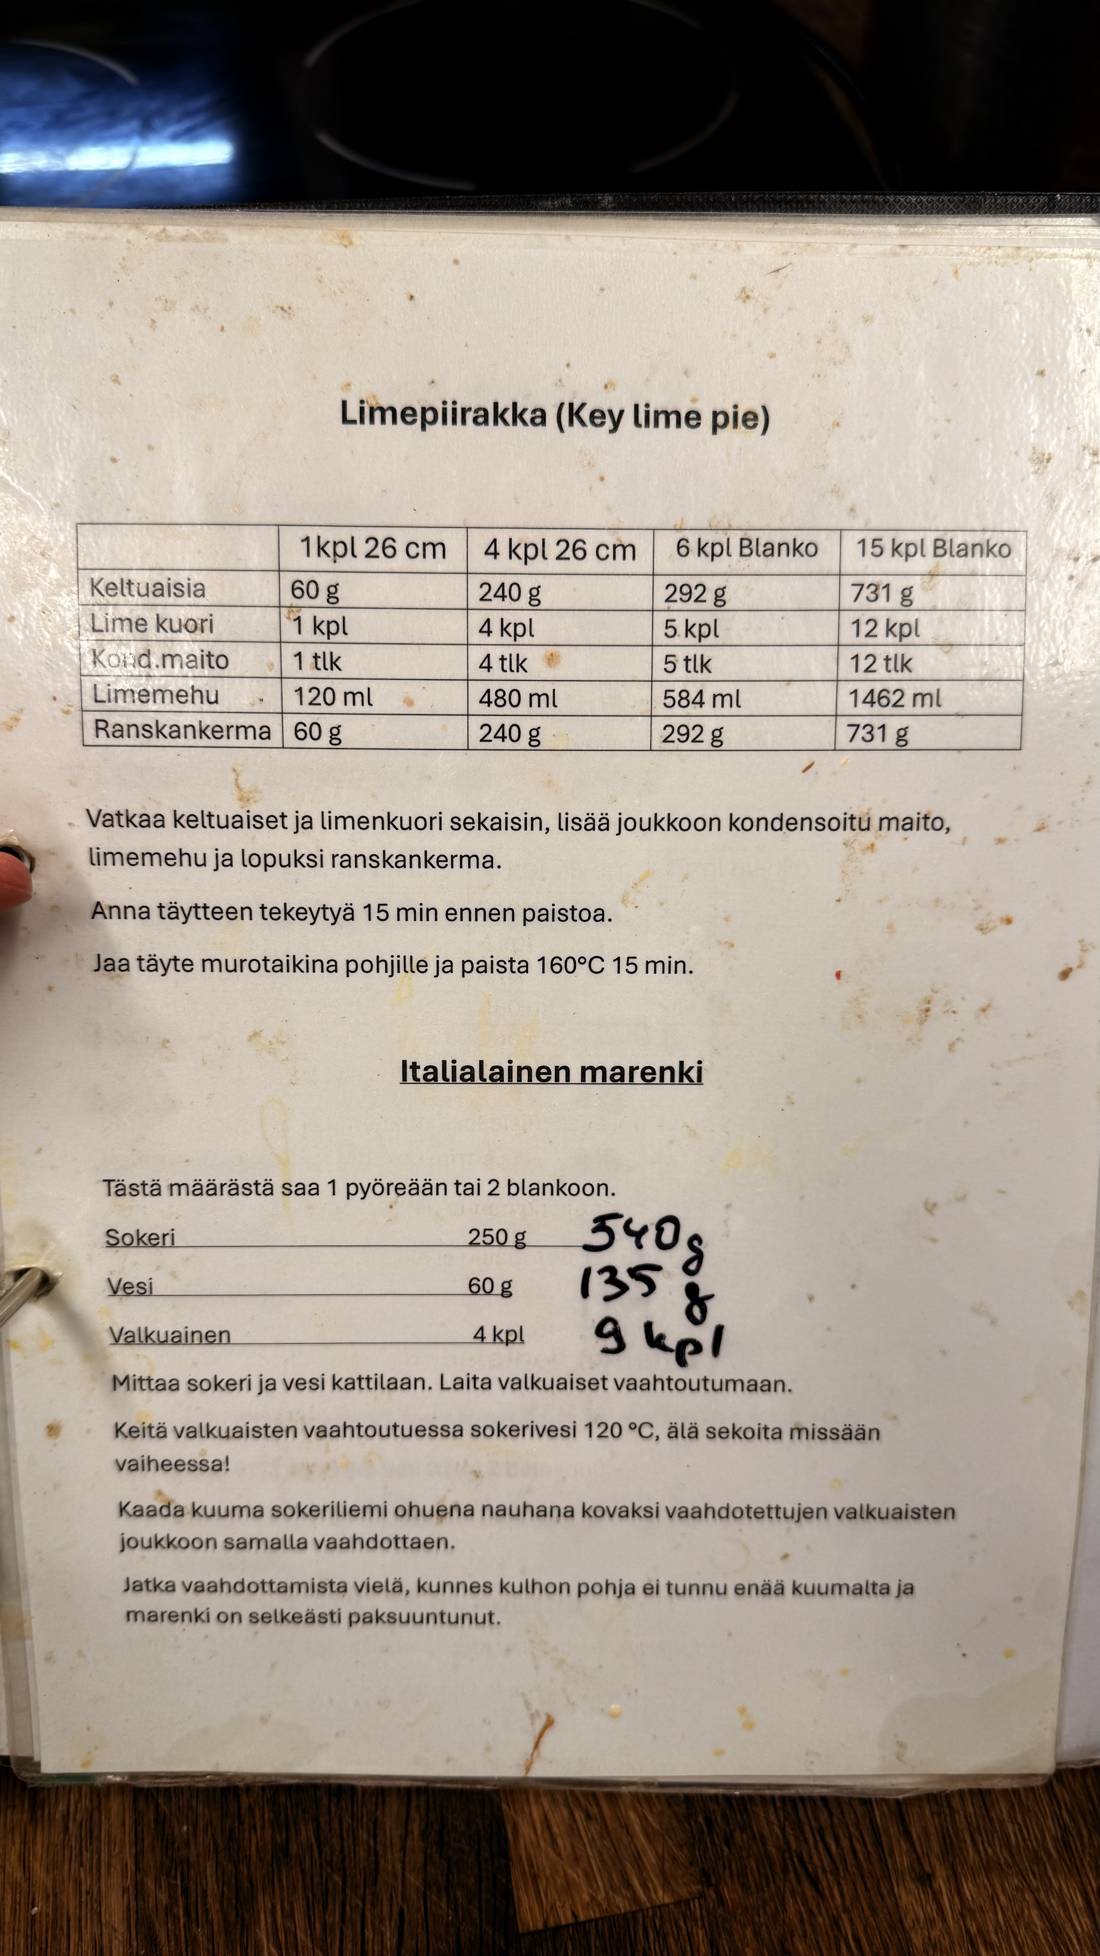 Limepiirakka (Key lime pie)
1kpl 26 cm 4 kpl 26 cm 6 kpl Blanko 15 kpl Blanko
Keltuaisia 60 g 240 g 292 g 731 g
Lime kuori 1 kpl 4 kpl 5 kpl 12 kpl
Kond.maito 1 tlk 4 tlk 5 tlk 12 tlk
Limemehu 120 ml 480 ml 584 ml 1462 ml
Ranskankerma 60 g 240 g 292 g 731 g
Vatkaa keltuaiset ja limenkuori sekaisin, lisää joukkoon kondensoitu maito,
limemehu ja lopuksi ranskankerma.
Anna täytteen tekeytyä 15 min ennen paistoa.
Jaa täyte murotaikina pohjille ja paista 160°C 15 min.
Italialainen marenki
Tästä määrästä saa 1 pyöreään tai 2 blankoon.
Sokeri 250 g 540g
Vesi 60 g 135 g
Valkuainen 4 kpl 9 kpl
Mittaa sokeri ja vesi kattilaan. Laita valkuaiset vaahtoutumaan.
Keitä valkuaisten vaahtoutuessa sokerivesi 120 °C, älä sekoita missään
vaiheessa!
Kaada kuuma sokeriliemi ohuena nauhana kovaksi vaahdotettujen valkuaisten
joukkoon samalla vaahdottaen.
Jatka vaahdottamista vielä, kunnes kulhon pohja ei tunnu enää kuumalta ja
marenki on selkeästi paksuuntunut.